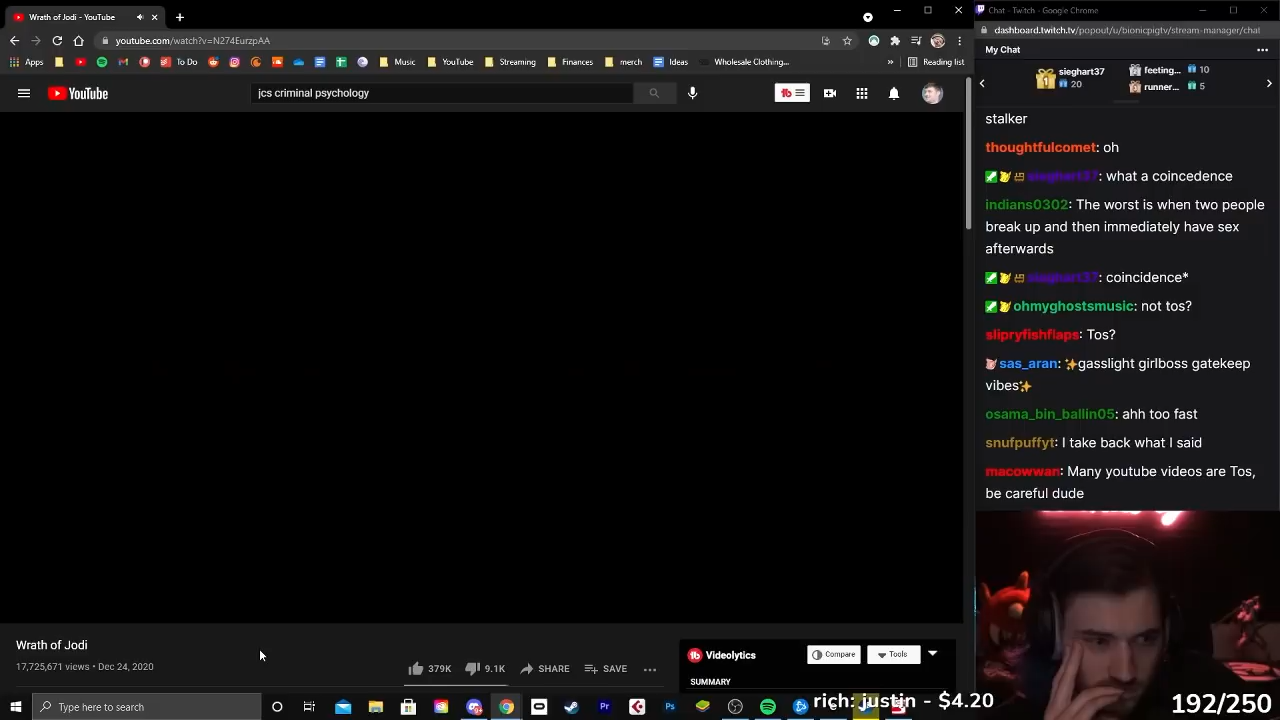 Wrath of Jodi - YouTube
Chat - Twitch - Google Chrome
youtube.com/watch?v=N274EurzpAA
dashboard.twitch.tv/popout/u/bionicpigtv/stream-manager/chat
Apps
To Do
Music
YouTube
Streaming
Finances
merch
Ideas
Wholesale Clothing...
»
Reading list
My Chat
YouTube
jcs criminal psychology
sieghart37
20
feeting...
10
runner...
5
stalker
thoughtfulcomet: oh
sieghart37: what a coincedence
indians0302: The worst is when two people
break up and then immediately have sex
afterwards
sieghart37: coincidence*
ohmyghostsmusic: not tos?
slipryfishflaps: Tos?
sas_aran: ✨gasslight girlboss gatekeep
vibes✨
osama_bin_ballin05: ahh too fast
snufpuffyt: I take back what I said
macowwan: Many youtube videos are Tos,
be careful dude
Wrath of Jodi
17,725,671 views • Dec 24, 2020
379K
9.1K
SHARE
SAVE
Videolytics
Compare
Tools
SUMMARY
Type here to search
rich: justin - $4.20
192/250